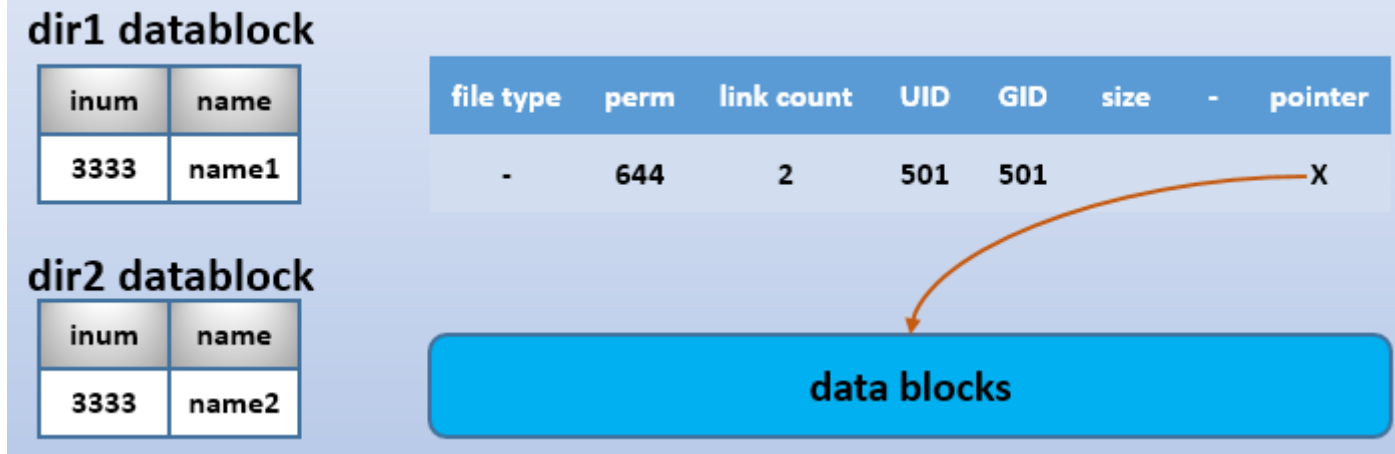 dir1 datablock
inum name
3333 name1
file type perm link count UID GID size - pointer
- 644 2 501 501 X
dir2 datablock
inum name
3333 name2
data blocks